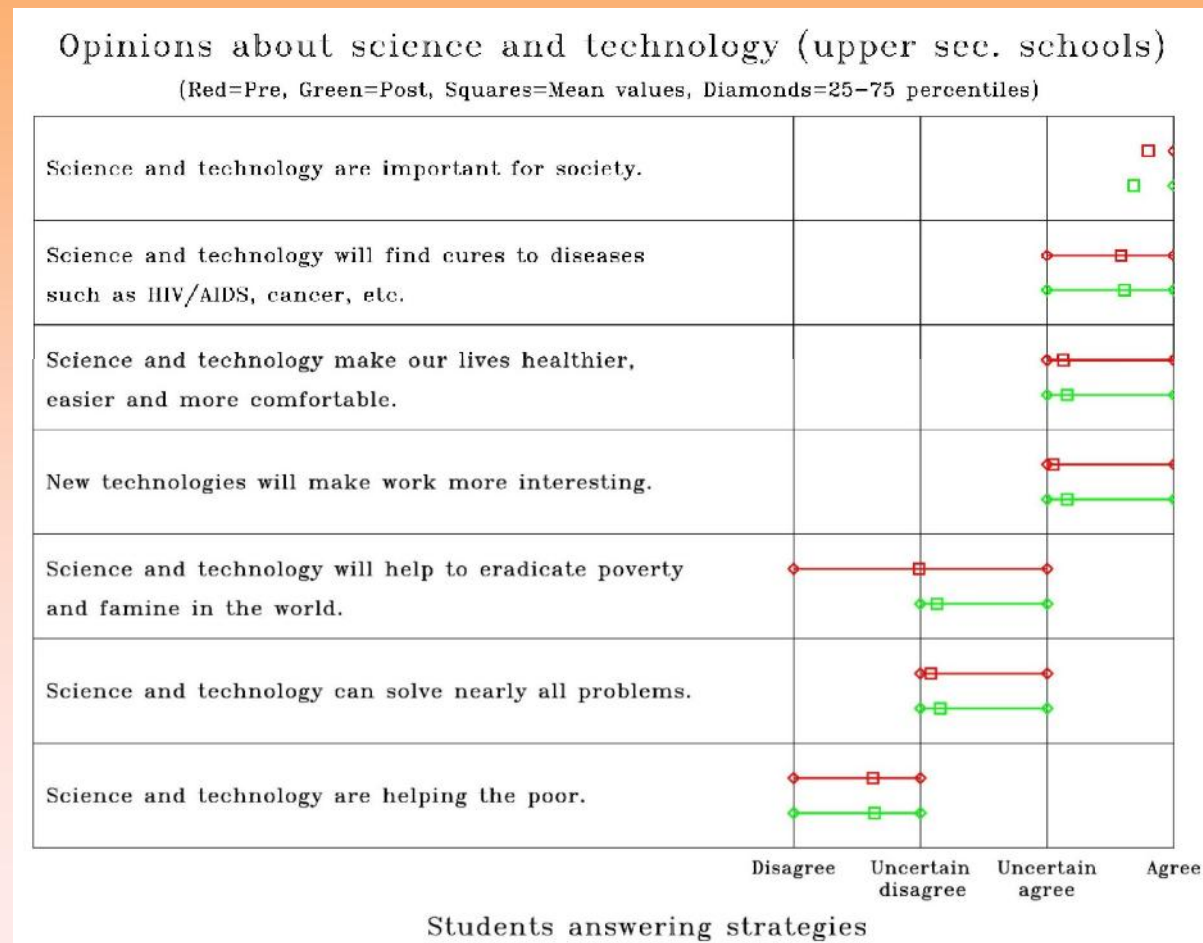 Opinions about science and technology (upper sec. schools)
(Red=Pre, Green=Post, Squares=Mean values, Diamonds=25-75 percentiles)
Science and technology are important for society.
Science and technology will find cures to diseases
such as HIV/AIDS, cancer, etc.
Science and technology make our lives healthier,
easier and more comfortable.
New technologies will make work more interesting.
Science and technology will help to eradicate poverty
and famine in the world.
Science and technology can solve nearly all problems.
Science and technology are helping the poor.
Disagree
Uncertain
disagree
Uncertain
agree
Agree
Students answering strategies